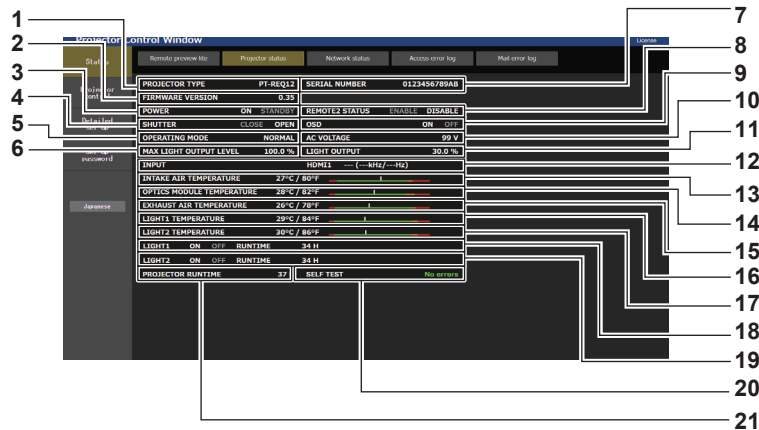 Projector Control Window
License
Status
Remote preview lite
Projector status
Network status
Access error log
Mail error log
Projector control
Detailed set up
password
Japanese
PROJECTOR TYPE PT-REQ12 SERIAL NUMBER 0123456789AB
FIRMWARE VERSION 0.35
POWER ON STANDBY REMOTE2 STATUS ENABLE DISABLE
SHUTTER CLOSE OPEN OSD ON OFF
OPERATING MODE NORMAL AC VOLTAGE 99 V
MAX LIGHT OUTPUT LEVEL 100.0 % LIGHT OUTPUT 30.0 %
INPUT HDMI1 --- (---kHz/---Hz)
INTAKE AIR TEMPERATURE 27°C / 80°F
OPTICS MODULE TEMPERATURE 28°C / 82°F
EXHAUST AIR TEMPERATURE 26°C / 78°F
LIGHT1 TEMPERATURE 29°C / 84°F
LIGHT2 TEMPERATURE 30°C / 86°F
LIGHT1 ON OFF RUNTIME 34 H
LIGHT2 ON OFF RUNTIME 34 H
PROJECTOR RUNTIME 37 SELF TEST No errors
1
2
3
4
5
6
7
8
9
10
11
12
13
14
15
16
17
18
19
20
21